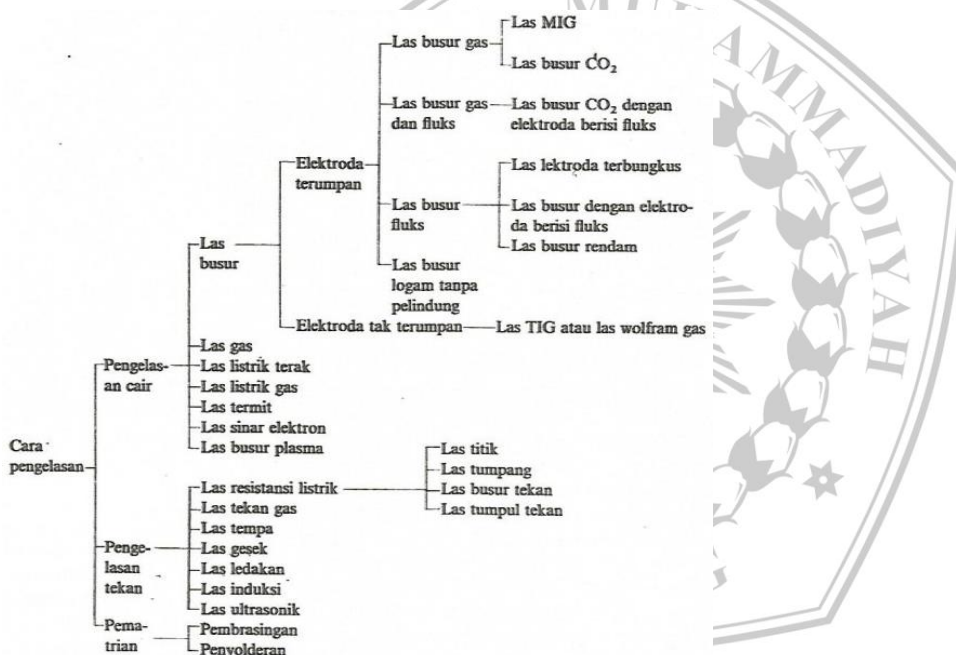 Las MIG
Las busur gas
Las busur CO₂
Las busur gas
dan fluks
Las busur CO₂ dengan
elektroda berisi fluks
Elektroda
terumpan
Las lektroda terbungkus
Las busur
fluks
Las busur dengan elektro-
da berisi fluks
Las busur rendam
Las
busur
Las busur
logam tanpa
pelindung
Elektroda tak terumpan
Las TIG atau las wolfram gas
Pengelas-
an cair
Las gas
Las listrik terak
Las listrik gas
Las termit
Las sinar elektron
Las busur plasma
Cara
pengelasan
Las resistansi listrik
Las titik
Las tumpang
Las busur tekan
Las tumpul tekan
Penge-
lasan
tekan
Las tekan gas
Las tempa
Las gesek
Las ledakan
Las induksi
Las ultrasonik
Pema-
trian
Pembrasingan
Penyolderan
AMMADIYAH